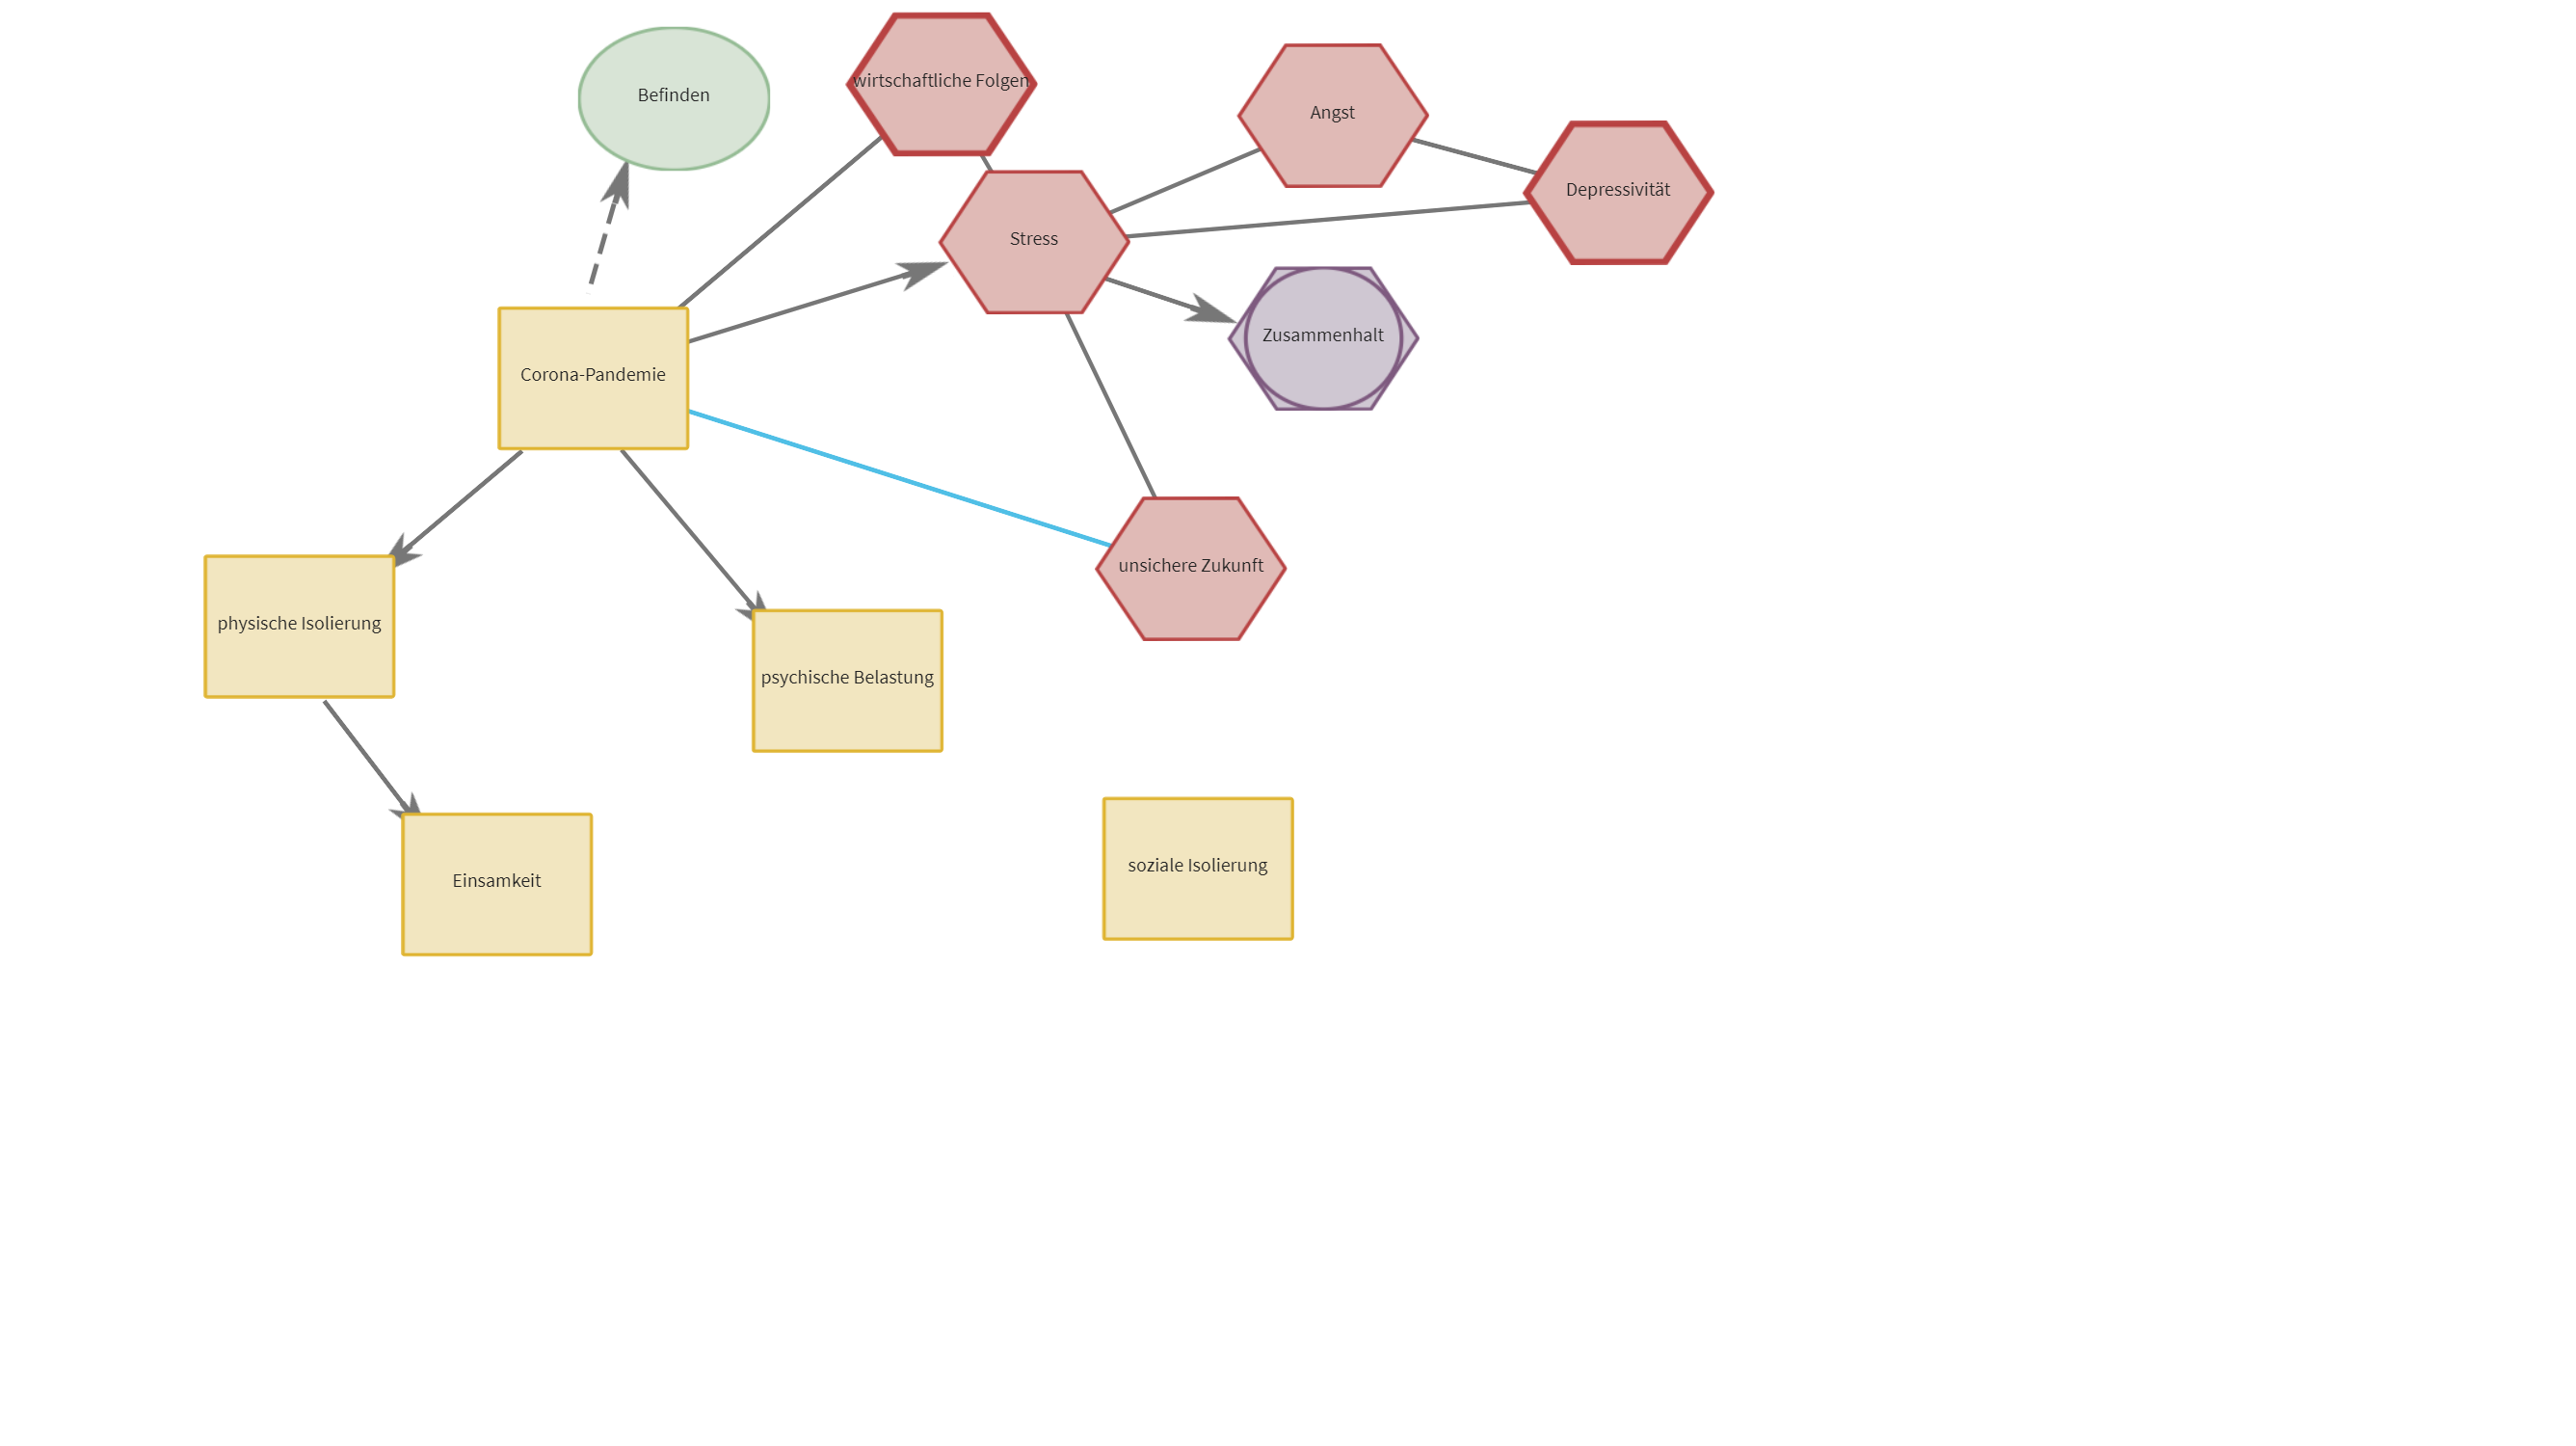 wirtschaftliche Folgen
Befinden
Angst
Depressivität
Stress
Zusammenhalt
Corona-Pandemie
unsichere Zukunft
physische Isolierung
psychische Belastung
soziale Isolierung
Einsamkeit